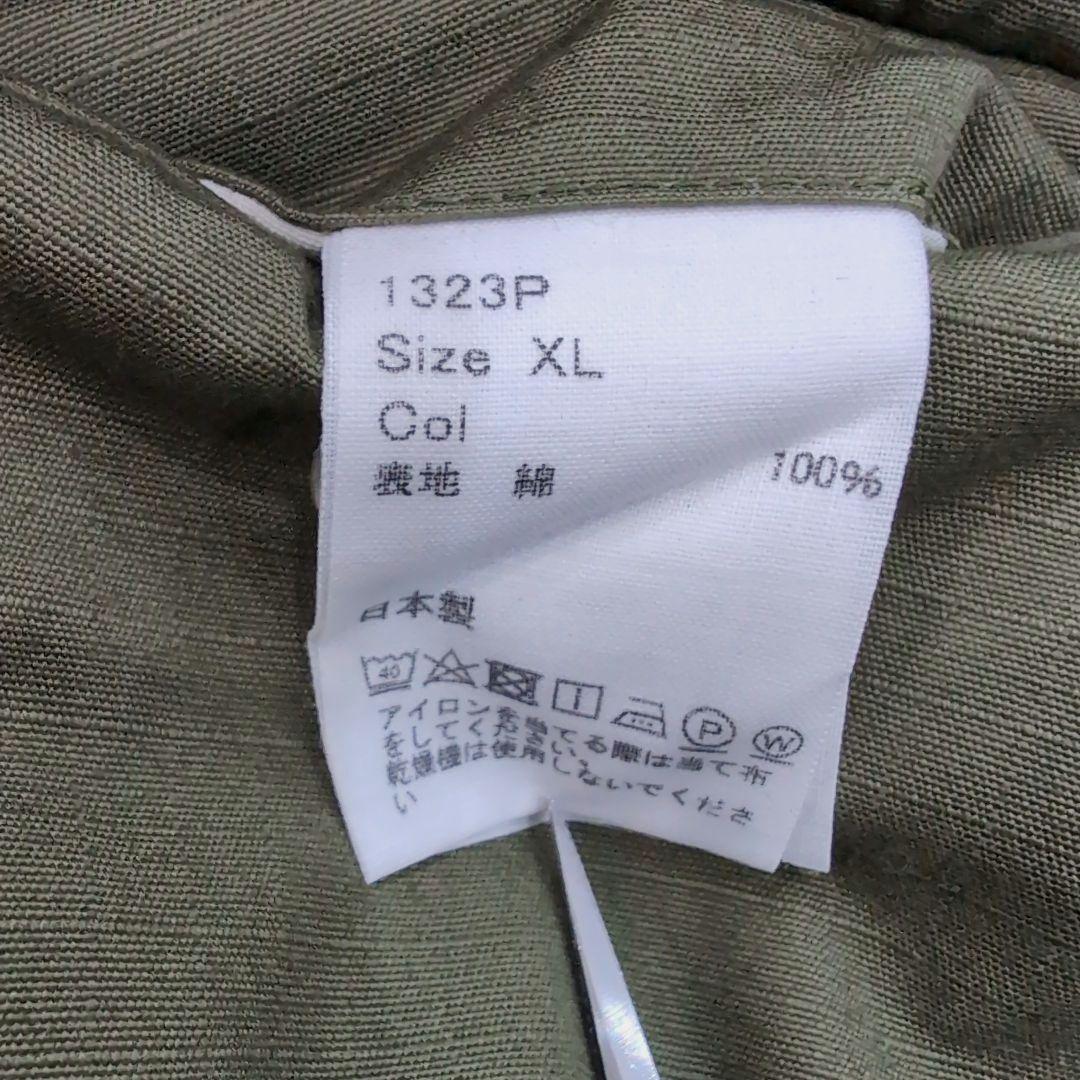 1323P
Size XL
Col
表地 綿 100%
日本製
40
P
W
アイロンを当てる際は当て布
をしてください。
乾燥機は使用しないでくださ
い